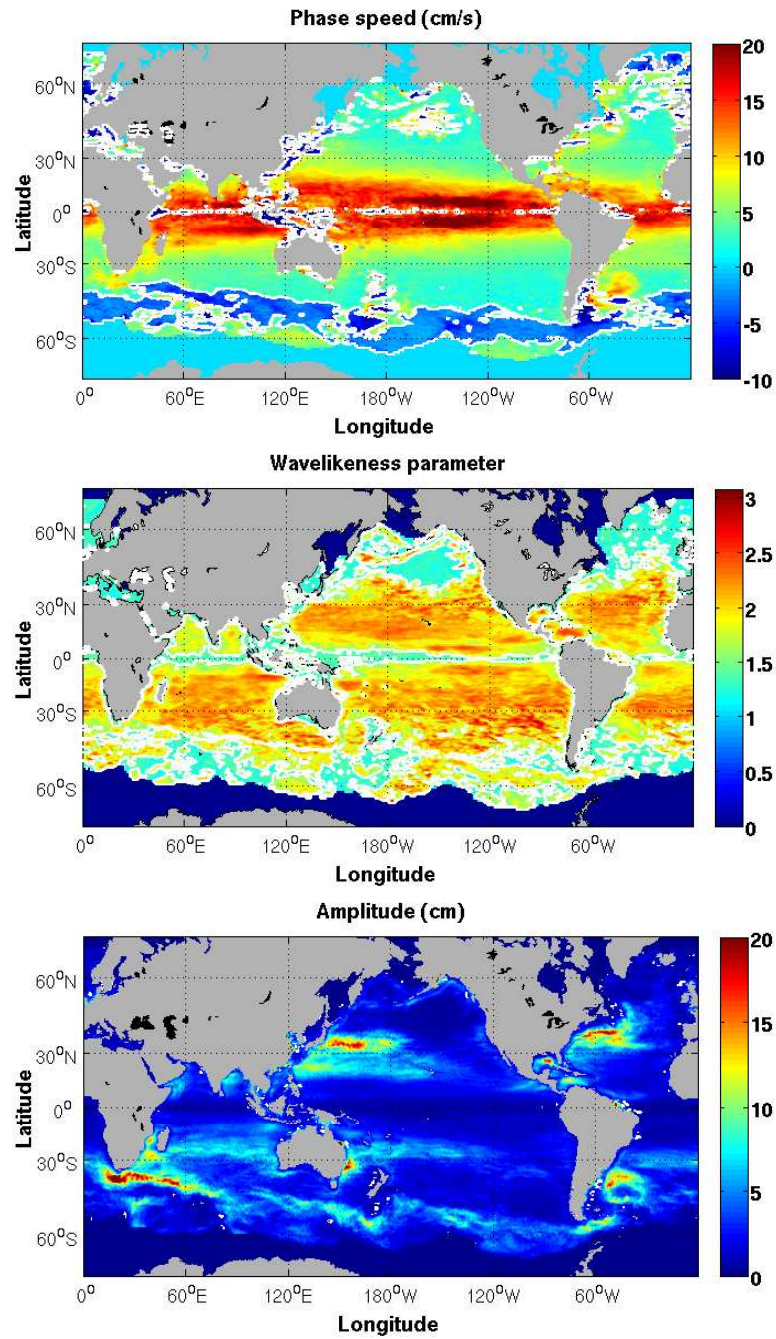 Phase speed (cm/s)
Latitude
60°N
30°N
0°
30°S
60°S
0°
60°E
120°E
180°W
120°W
60°W
Longitude
20
15
10
5
0
-5
-10
Wavelikeness parameter
Latitude
60°N
30°N
0°
30°S
60°S
0°
60°E
120°E
180°W
120°W
60°W
Longitude
3
2.5
2
1.5
1
0.5
0
Amplitude (cm)
Latitude
60°N
30°N
0°
30°S
60°S
0°
60°E
120°E
180°W
120°W
60°W
Longitude
20
15
10
5
0